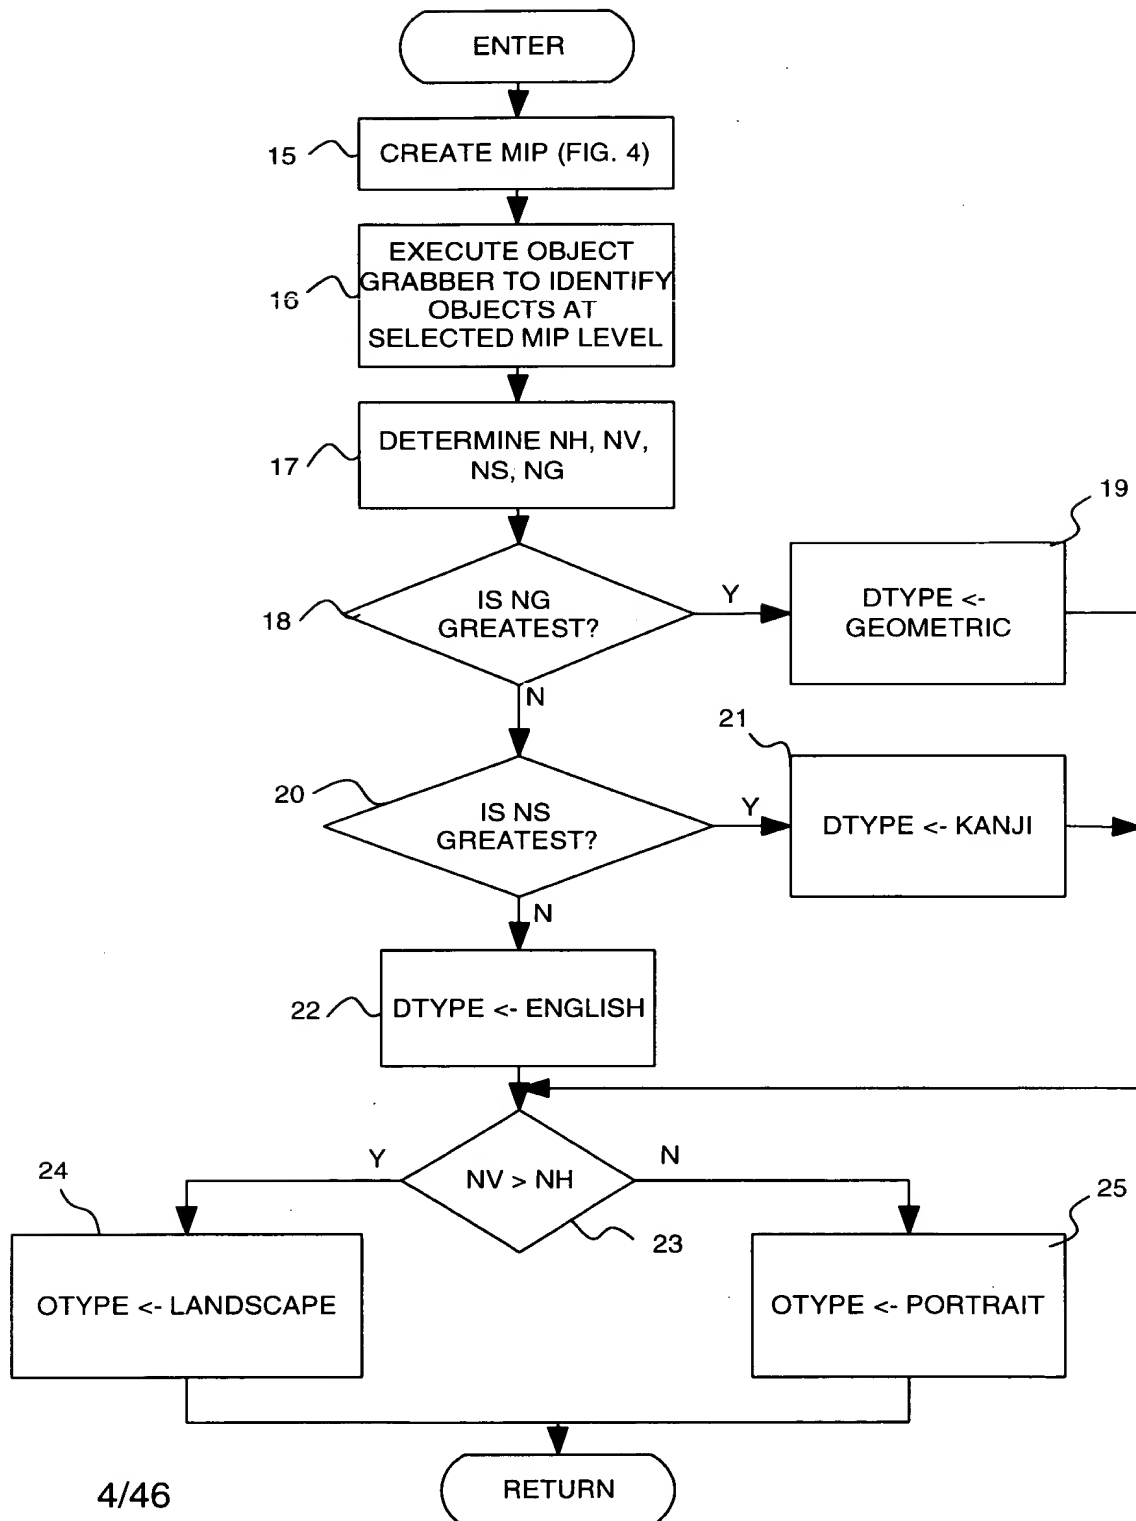 ENTER
15
CREATE MIP (FIG. 4)
16
EXECUTE OBJECT
GRABBER TO IDENTIFY
OBJECTS AT
SELECTED MIP LEVEL
17
DETERMINE NH, NV,
NS, NG
18
IS NG
GREATEST?
Y
19
DTYPE <-
GEOMETRIC
N
20
IS NS
GREATEST?
Y
21
DTYPE <- KANJI
N
22
DTYPE <- ENGLISH
Y
NV > NH
N
23
24
OTYPE <- LANDSCAPE
25
OTYPE <- PORTRAIT
RETURN
4/46